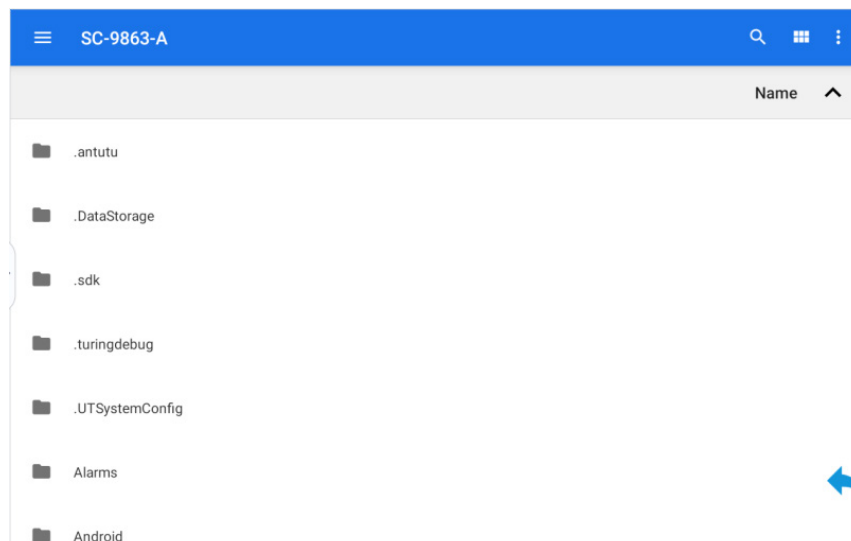 SC-9863-A
Name
.antutu
.DataStorage
.sdk
.turingdebug
.UTSystemConfig
Alarms
Android